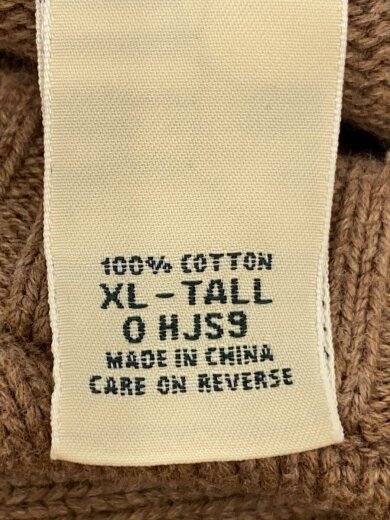 100% COTTON
XL-TALL
0 HJS9
MADE IN CHINA
CARE ON REVERSE